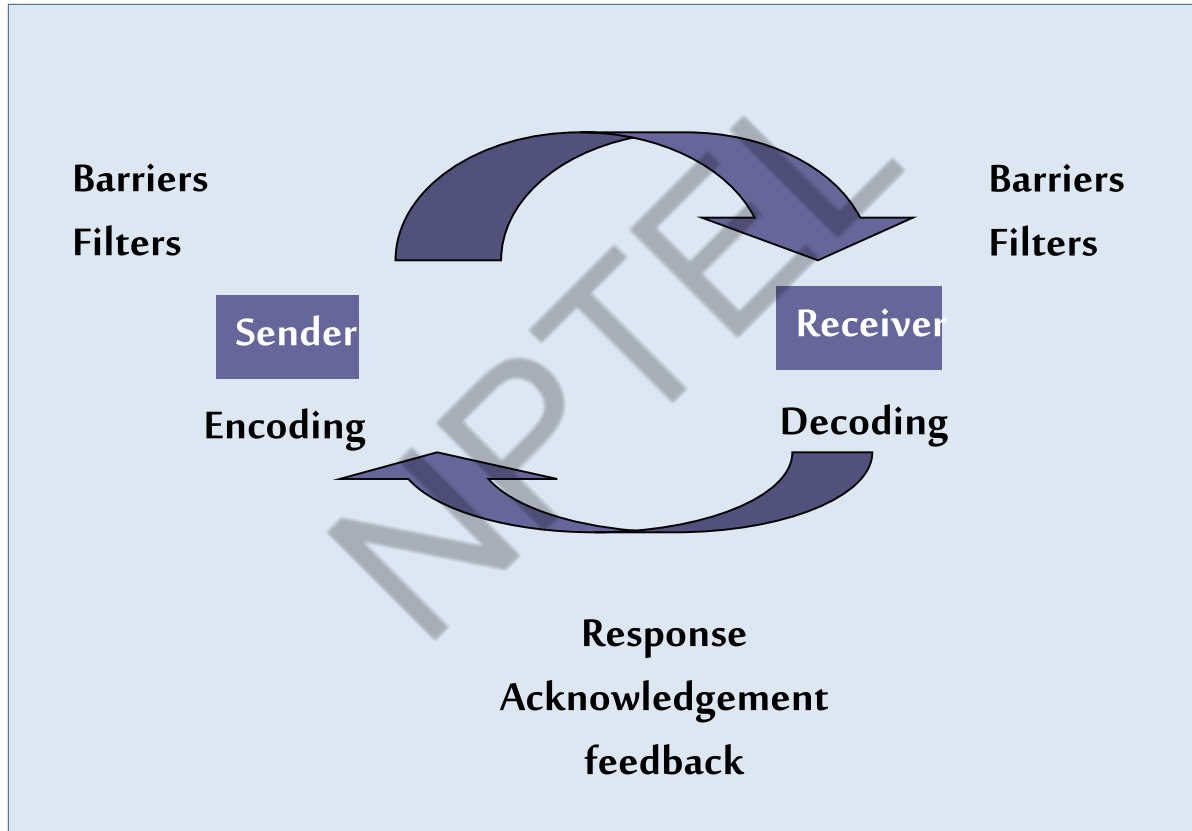 Barriers
Filters
Barriers
Filters
Sender
Receiver
Encoding
Decoding
NPTEL
Response
Acknowledgement
feedback